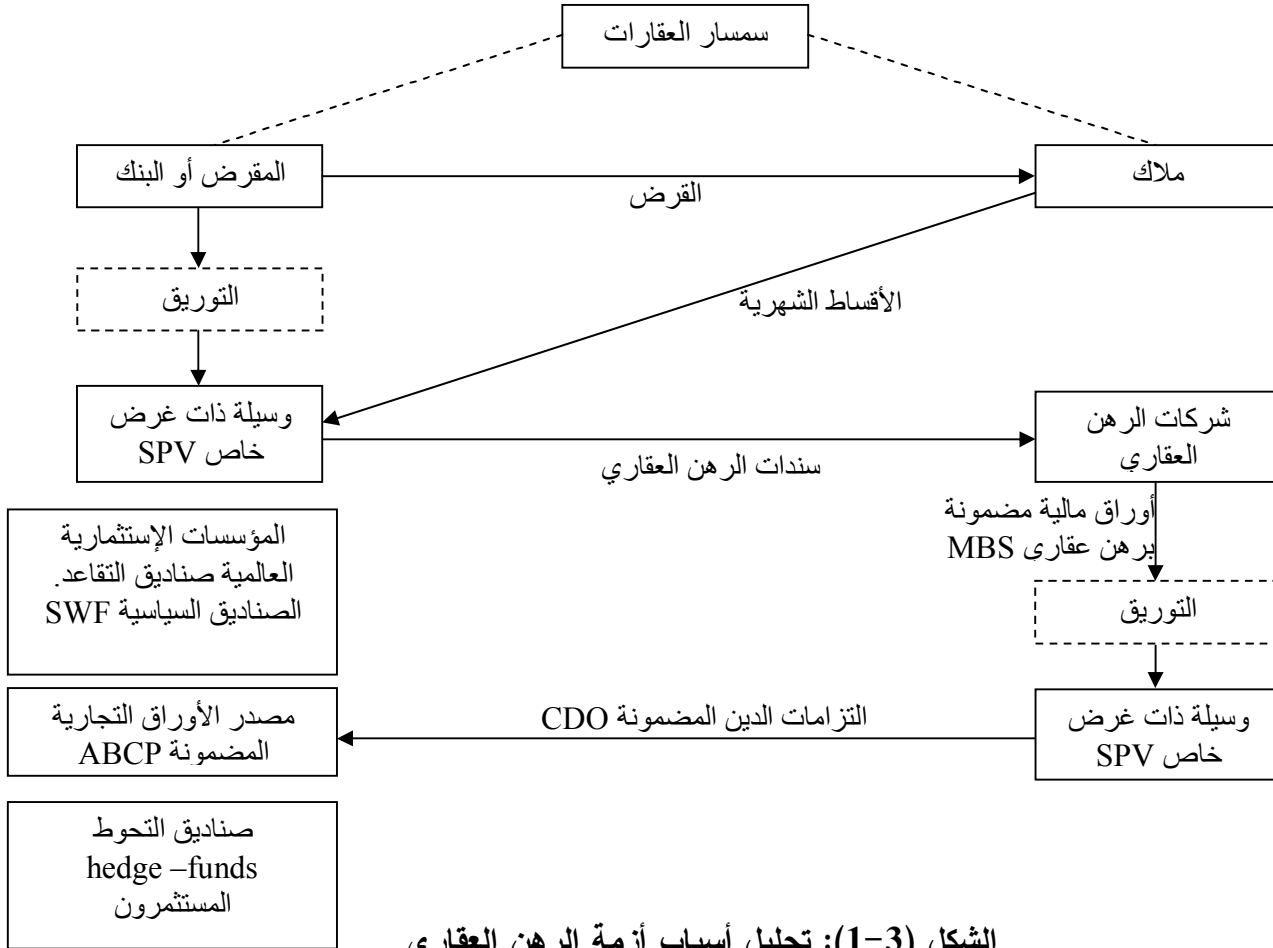 سمسار العقارات
المقرض أو البنك
ملاك
القرض
التوريق
الأقساط الشهرية
وسيلة ذات غرض
خاص SPV
شركات الرهن
العقاري
سندات الرهن العقاري
أوراق مالية مضمونة
برهن عقاري MBS
المؤسسات الإستثمارية
العالمية صناديق التقاعد.
الصناديق السياسية SWF
التوريق
مصدر الأوراق التجارية
المضمونة ABCP
التزامات الدين المضمونة CDO
وسيلة ذات غرض
خاص SPV
صناديق التحوط
hedge –funds
المستثمرون
الشكل (3-1): تحليل أسباب أزمة الرهن العقاري